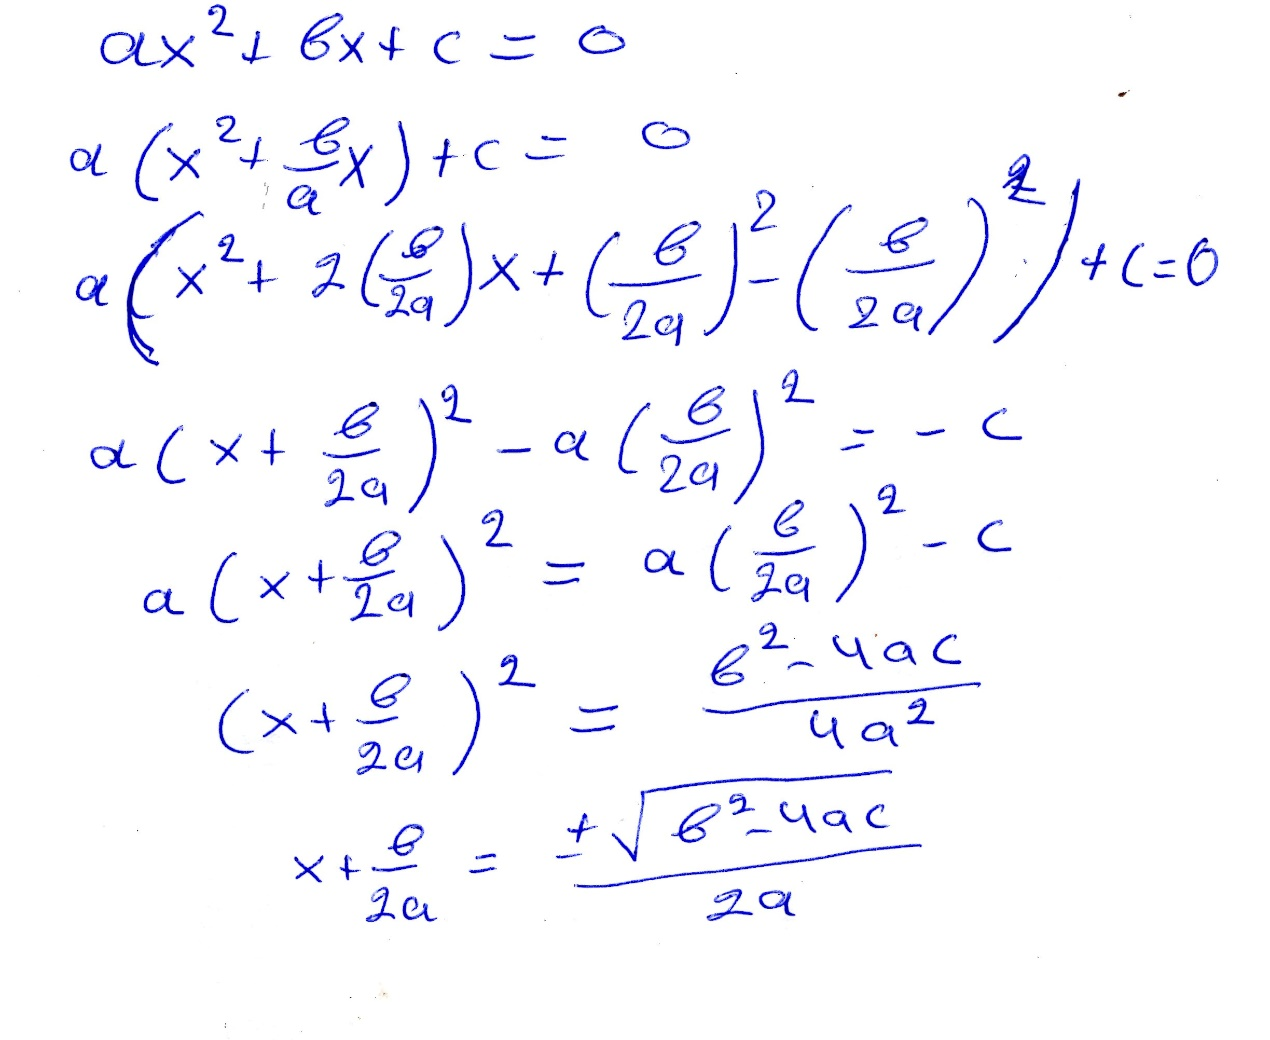 ax² + bx + c = 0
a(x² + b/a x) + c = 0
a(x² + 2(b/2a)x + (b/2a)² - (b/2a)²) + c = 0
a(x + b/2a)² - a(b/2a)² = - c
a(x + b/2a)² = a(b/2a)² - c
(x + b/2a)² = (b² - 4ac)/4a²
x + b/2a = ±√(b² - 4ac)/2a